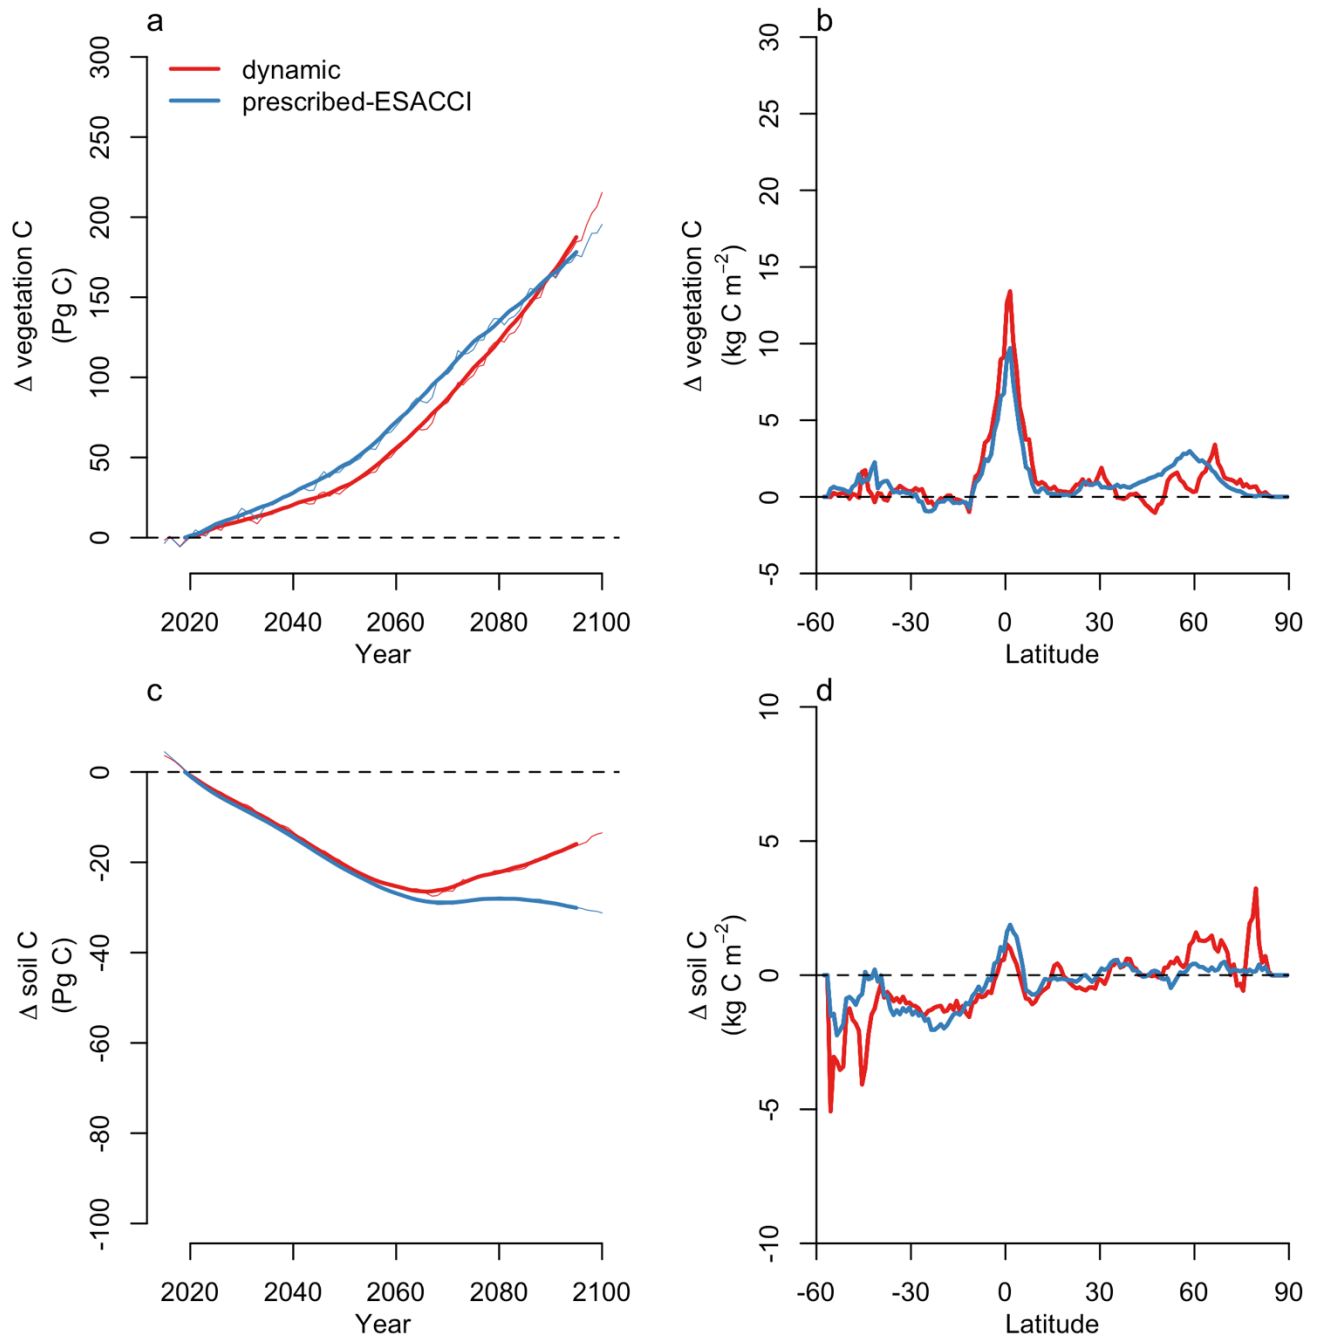 a
dynamic
prescribed-ESACCI
Δ vegetation C
(Pg C)
300
250
200
150
100
50
0
2020 2040 2060 2080 2100
Year
b
Δ vegetation C
(kg C m⁻²)
30
25
20
15
10
5
0
-5
-60 -30 0 30 60 90
Latitude
c
Δ soil C
(Pg C)
0
-20
-40
-60
-80
-100
2020 2040 2060 2080 2100
Year
d
Δ soil C
(kg C m⁻²)
10
5
0
-5
-10
-60 -30 0 30 60 90
Latitude